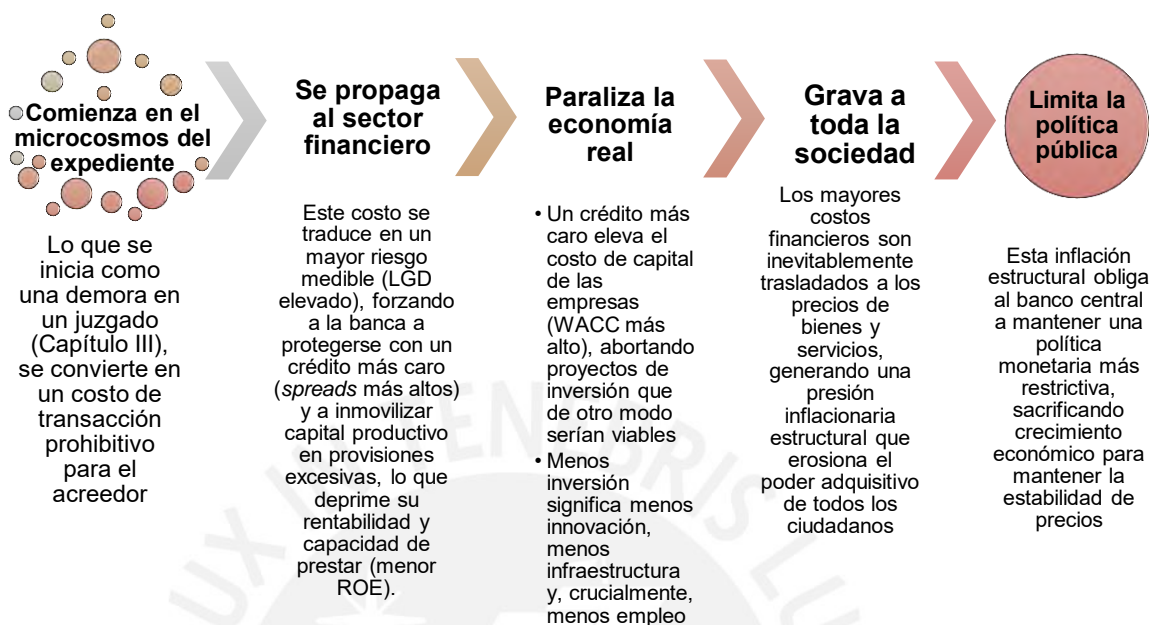 Comienza en el
microcosmos del
expediente
Lo que se
inicia como
una demora en
un juzgado
(Capítulo III),
se convierte en
un costo de
transacción
prohibitivo
para el
acreedor
Se propaga
al sector
financiero
Este costo se
traduce en un
mayor riesgo
medible (LGD
elevado), forzando
a la banca a
protegerse con un
crédito más caro
(spreads más altos)
y a inmovilizar
capital productivo
en provisiones
excesivas, lo que
deprime su
rentabilidad y
capacidad de
prestar (menor
ROE).
Paraliza la
economía
real
• Un crédito más
caro eleva el
costo de capital
de las
empresas
(WACC más
alto), abortando
proyectos de
inversión que
de otro modo
serían viables
• Menos
inversión
significa menos
innovación,
menos
infraestructura
y, crucialmente,
menos empleo
Grava a
toda la
sociedad
Los mayores
costos
financieros son
inevitablemente
trasladados a los
precios de
bienes y
servicios,
generando una
presión
inflacionaria
estructural que
erosiona el
poder adquisitivo
de todos los
ciudadanos
Limita la
política
pública
Esta inflación
estructural obliga
al banco central
a mantener una
política
monetaria más
restrictiva,
sacrificando
crecimiento
económico para
mantener la
estabilidad de
precios
UX IN TENEBRIS LU